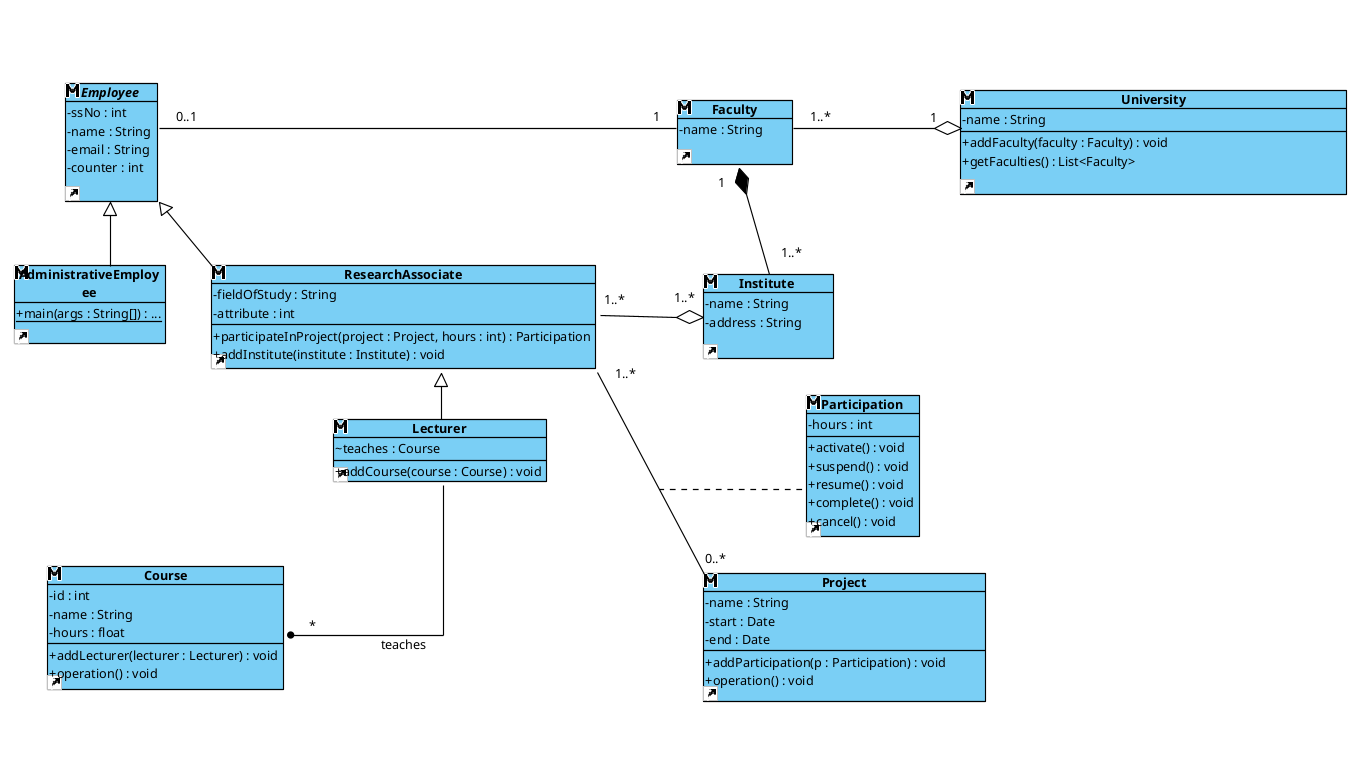 Employee
-ssNo : int
-name : String
-email : String
-counter : int
0..1
1
Faculty
-name : String
1..*
1
University
-name : String
+addFaculty(faculty : Faculty) : void
+getFaculties() : List<Faculty>
1
1..*
AdministrativeEmploy
ee
+main(args : String[]) : ...
ResearchAssociate
-fieldOfStudy : String
-attribute : int
+participateInProject(project : Project, hours : int) : Participation
+addInstitute(institute : Institute) : void
1..*
1..*
Institute
-name : String
-address : String
1..*
Lecturer
~teaches : Course
+addCourse(course : Course) : void
Participation
-hours : int
+activate() : void
+suspend() : void
+resume() : void
+complete() : void
+cancel() : void
0..*
Course
-id : int
-name : String
-hours : float
+addLecturer(lecturer : Lecturer) : void
+operation() : void
*
teaches
Project
-name : String
-start : Date
-end : Date
+addParticipation(p : Participation) : void
+operation() : void